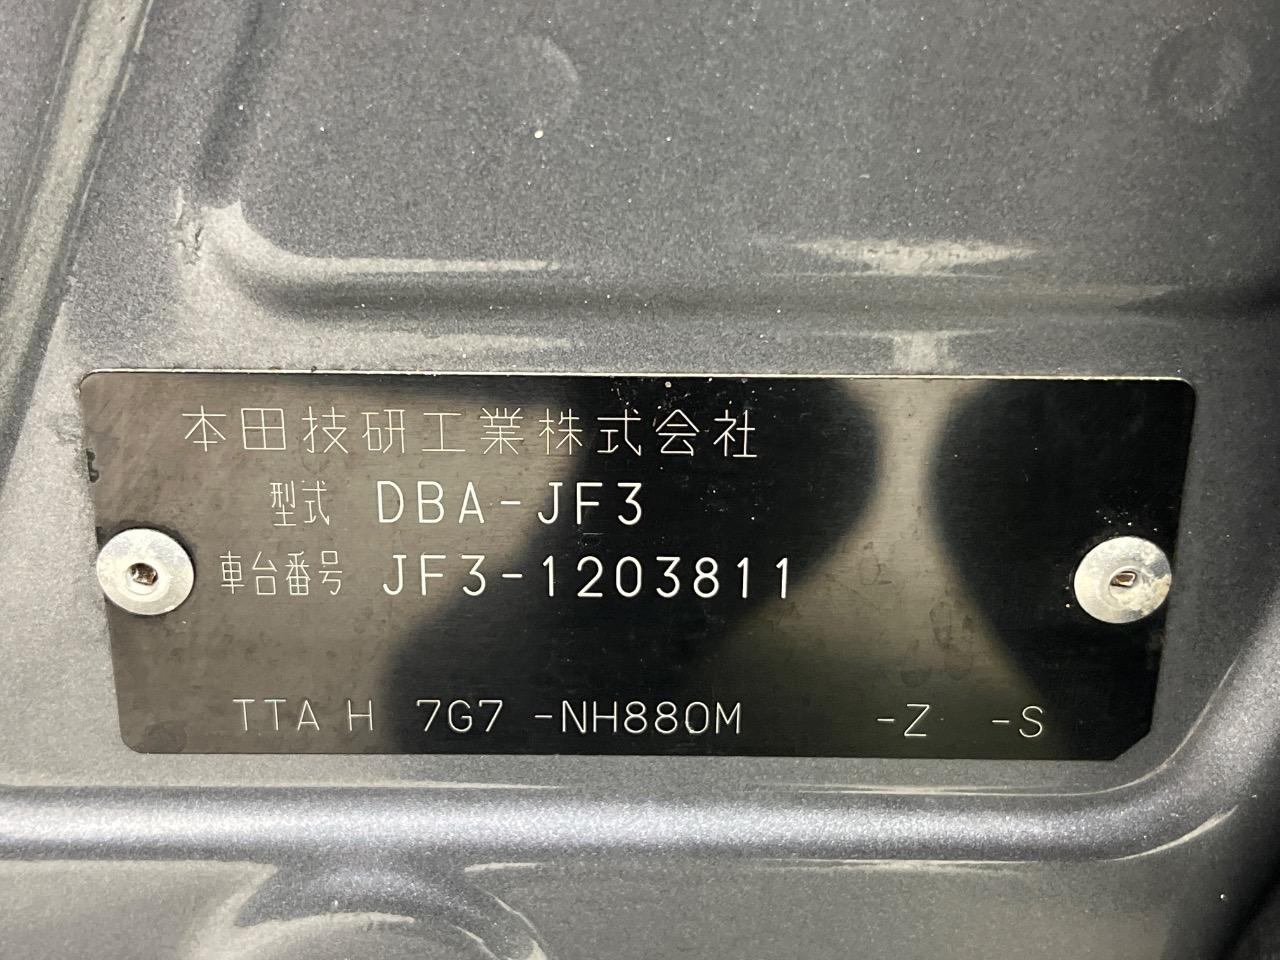 本田技研工業株式会社
型式 DBA-JF3
車台番号 JF3-1203811
TTA H 7G7 -NH880M -Z -S